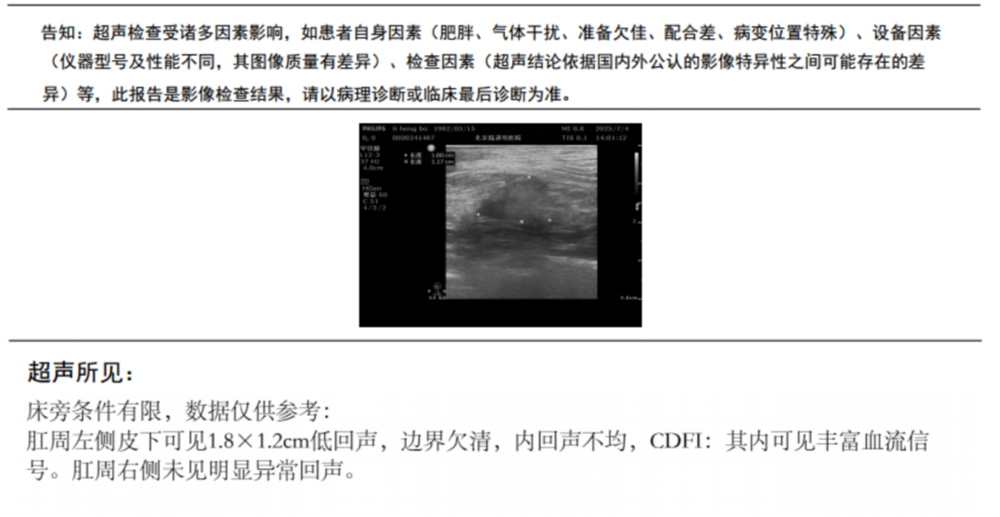 告知：超声检查受诸多因素影响，如患者自身因素（肥胖、气体干扰、准备欠佳、配合差、病变位置特殊）、设备因素
（仪器型号及性能不同，其图像质量有差异）、检查因素（超声结论依据国内外公认的影像特异性之间可能存在的差
异）等，此报告是影像检查结果，请以病理诊断或临床最后诊断为准。
PHILIPS li hong bo 1982/03/15 MI 0.8 2025/7/4
0000341487 TIS 0.1 14:01:12
甲状腺
L12-3 + 长度 1.80cm
37 Hz × 长度 1.17cm
4.0cm
2D
HGen
增益 60
C 51
4/3/2
超声所见：
床旁条件有限，数据仅供参考：
肛周左侧皮下可见1.8×1.2cm低回声，边界欠清，内回声不均，CDFI：其内可见丰富血流信
号。肛周右侧未见明显异常回声。